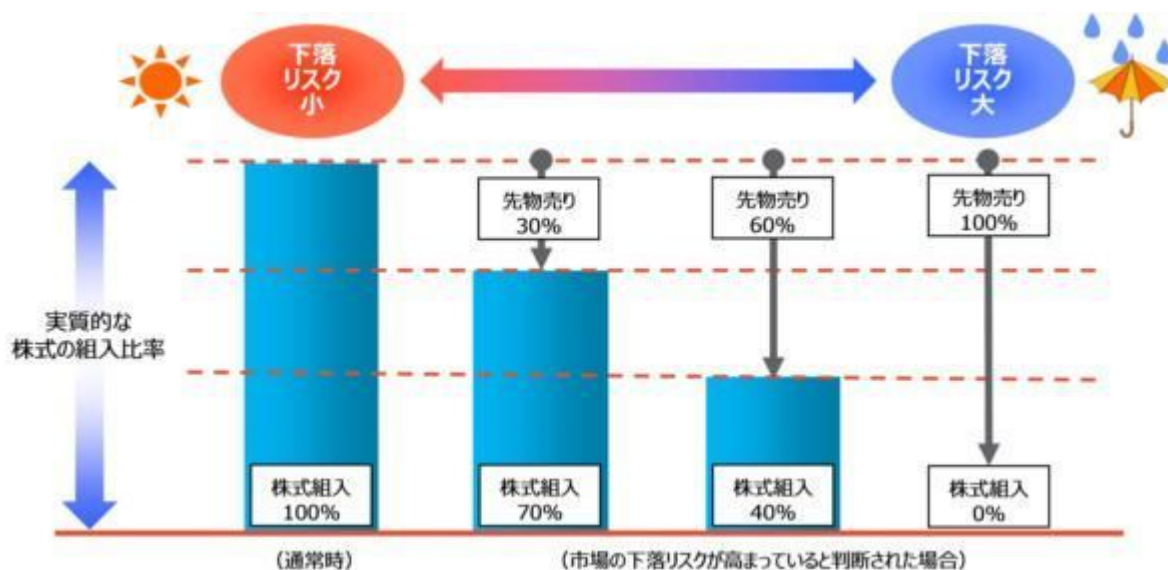 下落
リスク
小
下落
リスク
大
先物売り
30%
先物売り
60%
先物売り
100%
実質的な
株式の組入比率
株式組入
100%
株式組入
70%
株式組入
40%
株式組入
0%
（通常時）
（市場の下落リスクが高まっていると判断された場合）